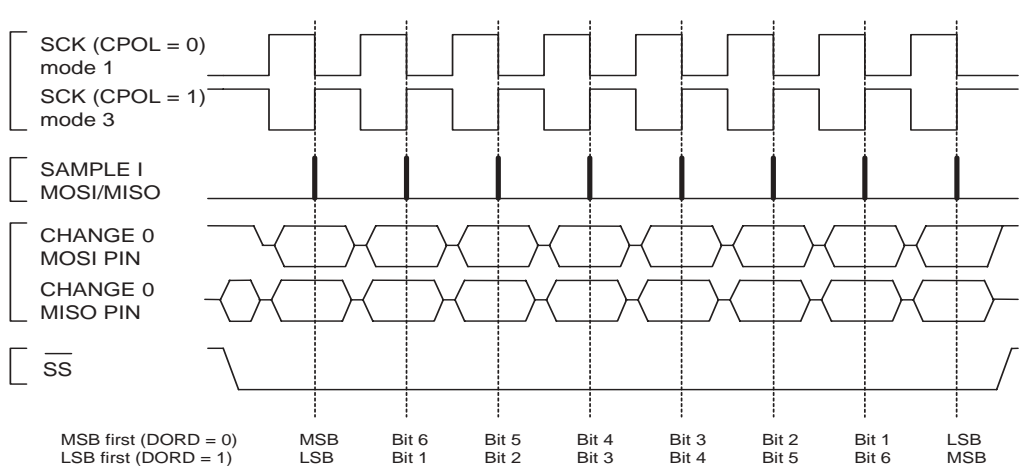 SCK (CPOL = 0)
mode 1
SCK (CPOL = 1)
mode 3
SAMPLE I
MOSI/MISO
CHANGE 0
MOSI PIN
CHANGE 0
MISO PIN
SS
MSB first (DORD = 0) MSB Bit 6 Bit 5 Bit 4 Bit 3 Bit 2 Bit 1 LSB
LSB first (DORD = 1) LSB Bit 1 Bit 2 Bit 3 Bit 4 Bit 5 Bit 6 MSB